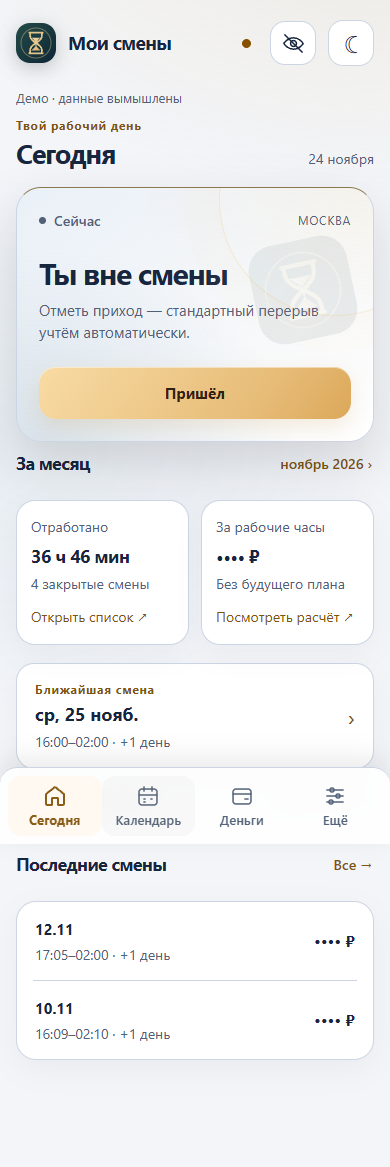 Мои смены
Демо · данные вымышлены
Твой рабочий день
Сегодня
24 ноября
Сейчас
МОСКВА
Ты вне смены
Отметь приход — стандартный перерыв
учтём автоматически.
Пришёл
За месяц
ноябрь 2026 ›
Отработано
36 ч 46 мин
4 закрытые смены
Открыть список ↗
За рабочие часы
•••• ₽
Без будущего плана
Посмотреть расчёт ↗
Ближайшая смена
ср, 25 нояб.
16:00–02:00 · +1 день
›
Сегодня
Календарь
Деньги
Ещё
Последние смены
Все →
12.11
17:05–02:00 · +1 день
•••• ₽
10.11
16:09–02:10 · +1 день
•••• ₽